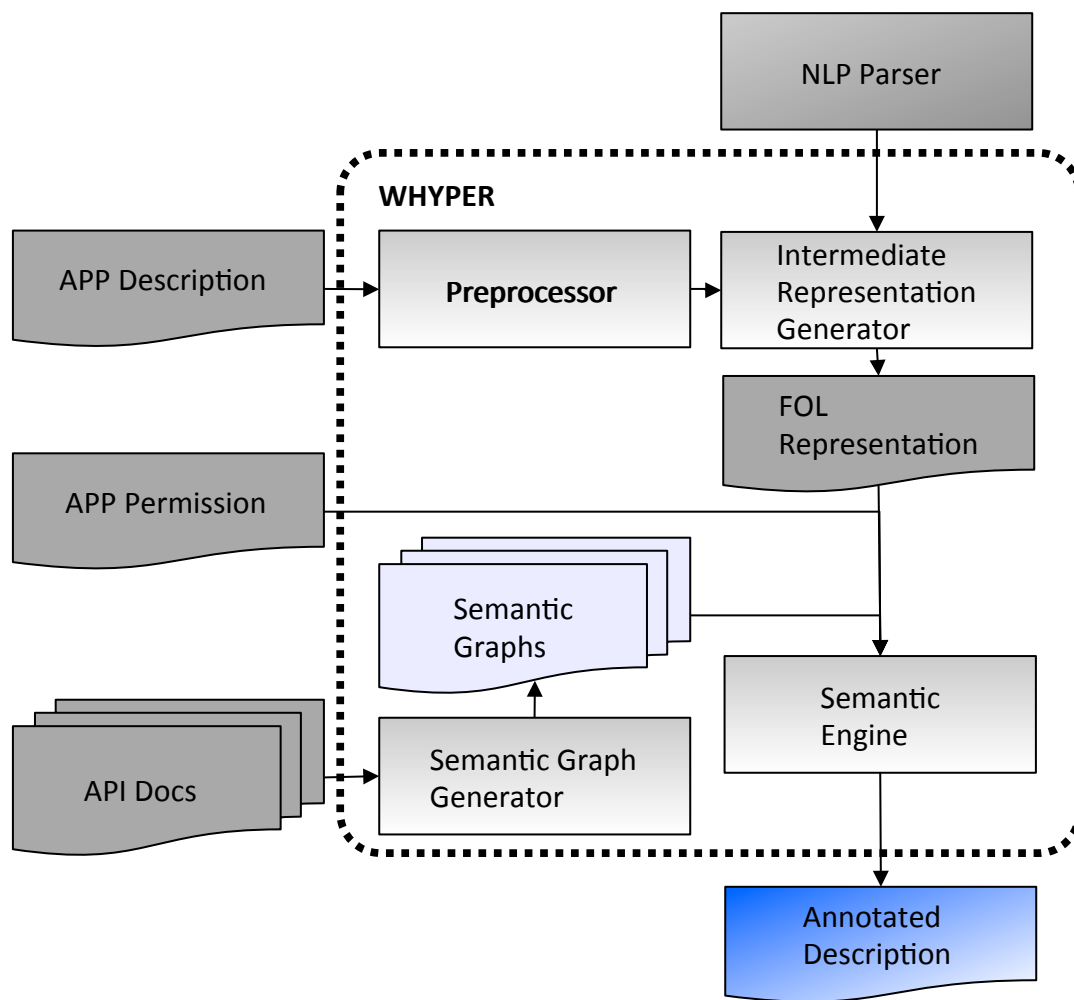 NLP Parser
WHYPER
APP Description
Preprocessor
Intermediate
Representation
Generator
FOL
Representation
APP Permission
Semantic
Graphs
Semantic
Engine
API Docs
Semantic Graph
Generator
Annotated
Description